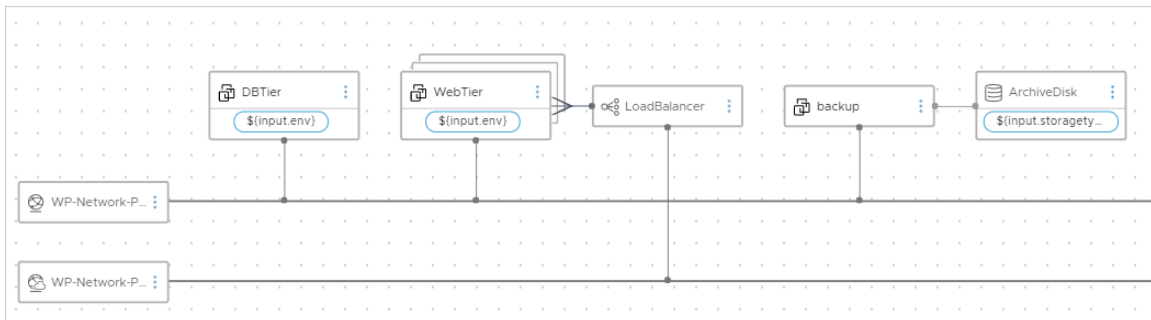 DBTier
${input.env}
WebTier
${input.env}
LoadBalancer
backup
ArchiveDisk
${input.storagety...
WP-Network-P...
WP-Network-P...